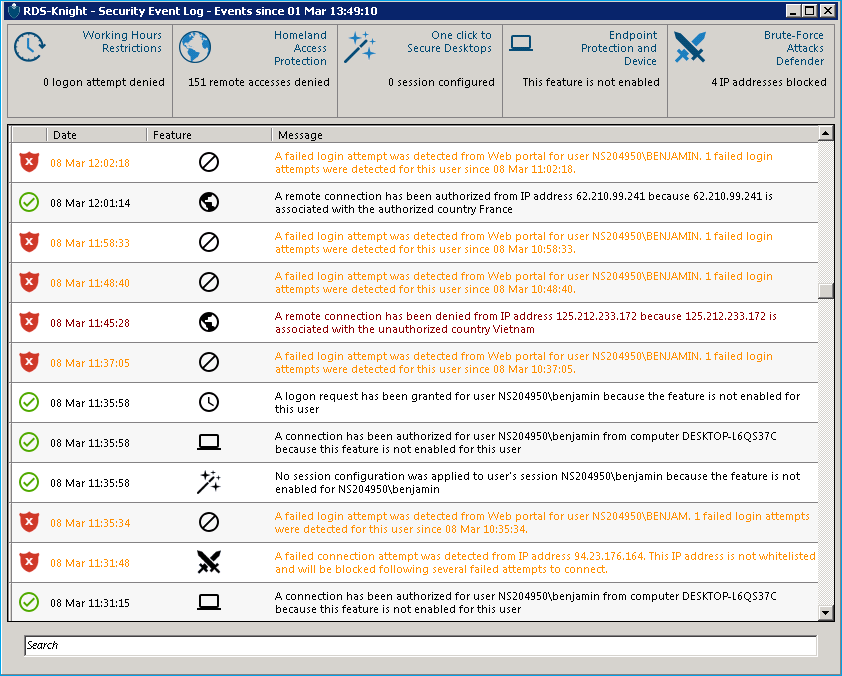 RDS-Knight - Security Event Log - Events since 01 Mar 13:49:10
Working Hours
Restrictions
0 logon attempt denied
Homeland
Access
Protection
151 remote accesses denied
One click to
Secure Desktops
0 session configured
Endpoint
Protection and
Device
This feature is not enabled
Brute-Force
Attacks
Defender
4 IP addresses blocked
Date Feature Message
08 Mar 12:02:18
A failed login attempt was detected from Web portal for user NS204950\BENJAMIN. 1 failed login
attempts were detected for this user since 08 Mar 11:02:18.
08 Mar 12:01:14
A remote connection has been authorized from IP address 62.210.99.241 because 62.210.99.241 is
associated with the authorized country France
08 Mar 11:58:33
A failed login attempt was detected from Web portal for user NS204950\BENJAMIN. 1 failed login
attempts were detected for this user since 08 Mar 10:58:33.
08 Mar 11:48:40
A failed login attempt was detected from Web portal for user NS204950\BENJAMIN. 1 failed login
attempts were detected for this user since 08 Mar 10:48:40.
08 Mar 11:45:28
A remote connection has been denied from IP address 125.212.233.172 because 125.212.233.172 is
associated with the unauthorized country Vietnam
08 Mar 11:37:05
A failed login attempt was detected from Web portal for user NS204950\BENJAMIN. 1 failed login
attempts were detected for this user since 08 Mar 10:37:05.
08 Mar 11:35:58
A logon request has been granted for user NS204950\benjamin because the feature is not enabled for
this user
08 Mar 11:35:58
A connection has been authorized for user NS204950\benjamin from computer DESKTOP-L6QS37C
because this feature is not enabled for this user
08 Mar 11:35:58
No session configuration was applied to user's session NS204950\benjamin because the feature is not
enabled for NS204950\benjamin
08 Mar 11:35:34
A failed login attempt was detected from Web portal for user NS204950\BENJAM. 1 failed login attempts
were detected for this user since 08 Mar 10:35:34.
08 Mar 11:31:48
A failed connection attempt was detected from IP address 94.23.176.164. This IP address is not whitelisted
and will be blocked following several failed attempts to connect.
08 Mar 11:31:15
A connection has been authorized for user NS204950\benjamin from computer DESKTOP-L6QS37C
because this feature is not enabled for this user
Search